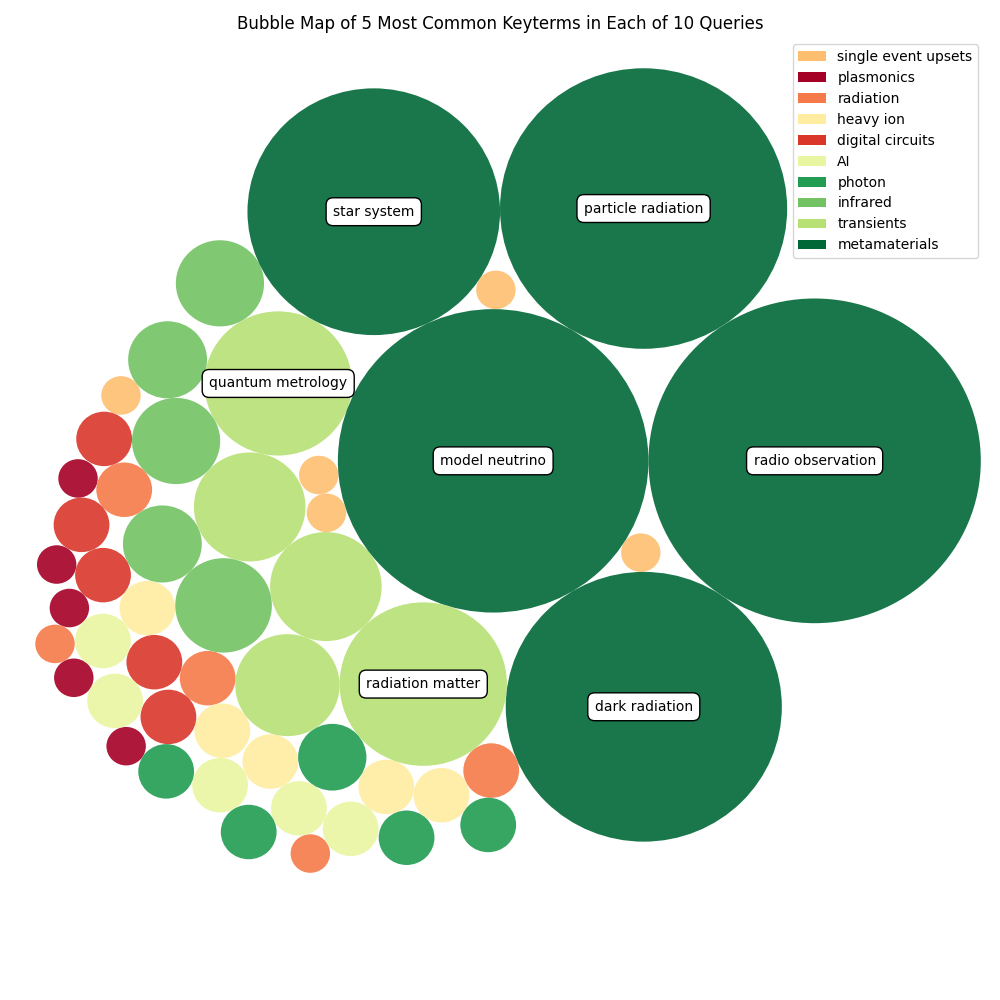 Bubble Map of 5 Most Common Keyterms in Each of 10 Queries
single event upsets
plasmonics
radiation
heavy ion
digital circuits
AI
photon
infrared
transients
metamaterials
star system
particle radiation
quantum metrology
model neutrino
radio observation
radiation matter
dark radiation